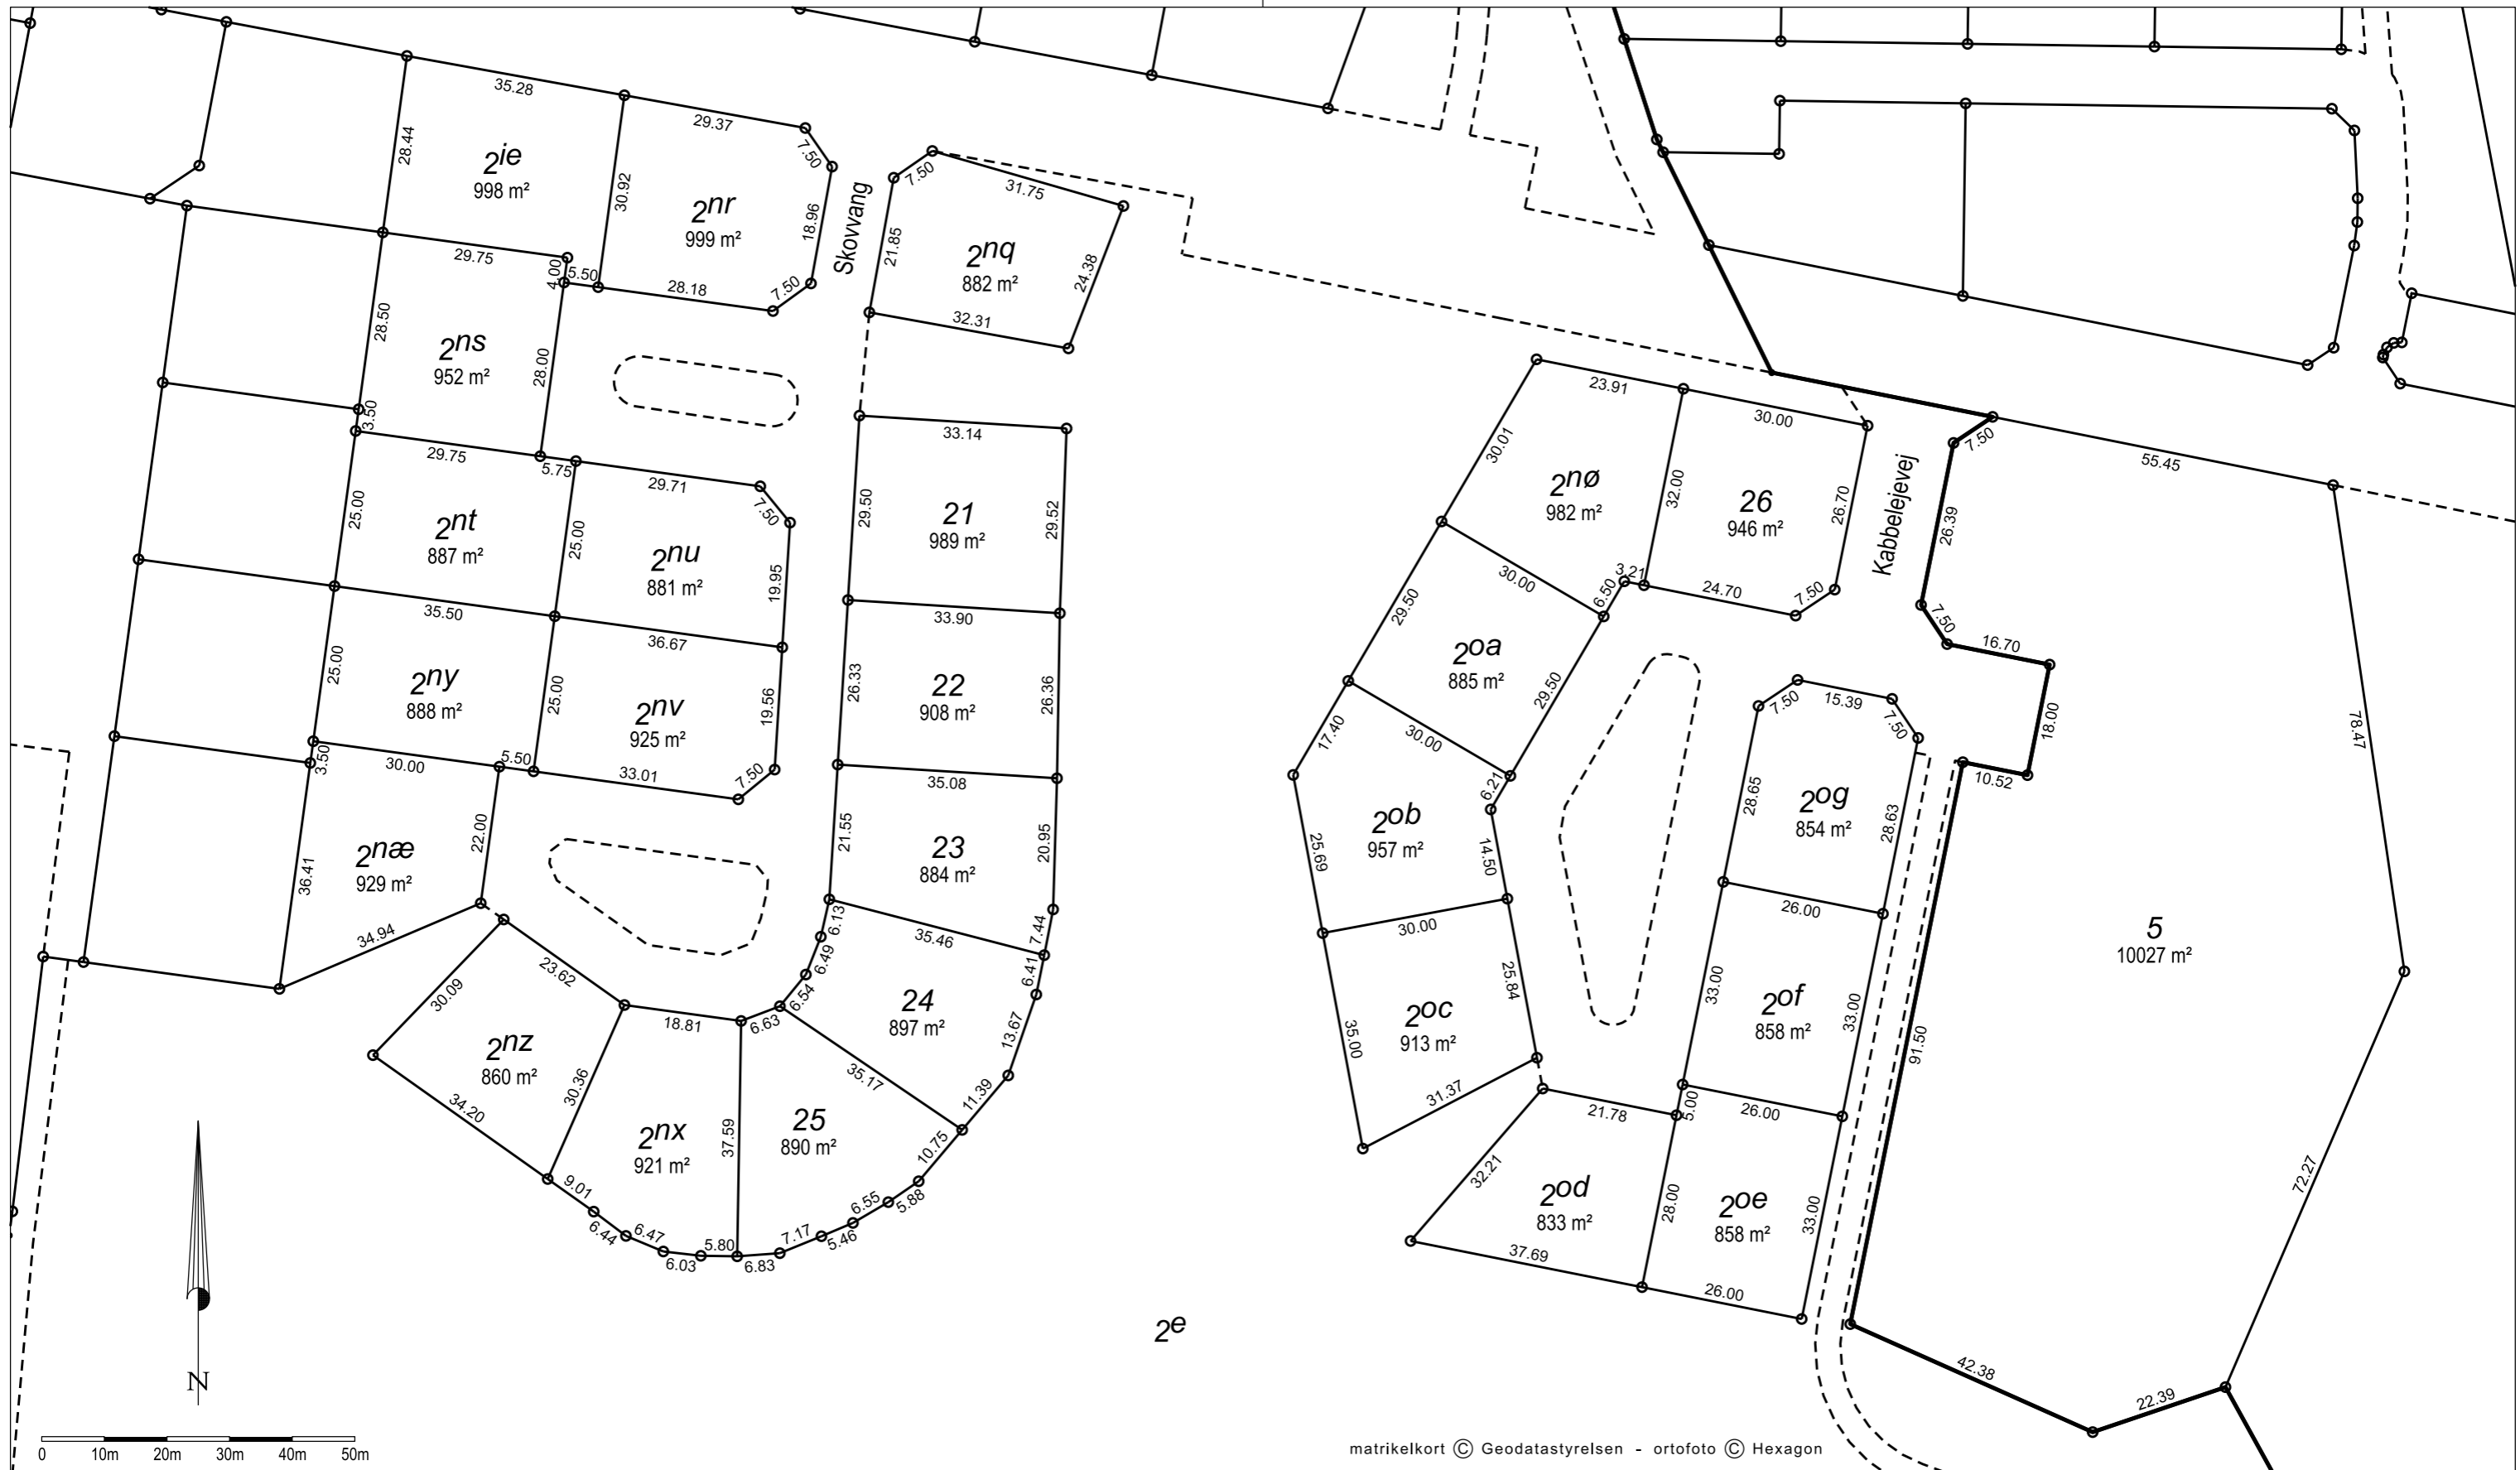 35.28
29.37
7.50
28.44
2ie
998 m²
30.92
2nr
999 m²
18.96
Skovvang
7.50
31.75
21.85
2nq
882 m²
24.38
32.31
29.75
4.00
5.50
28.18
7.50
28.50
2ns
952 m²
28.00
3.50
29.75
5.75
29.71
7.50
25.00
2nt
887 m²
25.00
2nu
881 m²
19.95
35.50
36.67
25.00
2ny
888 m²
25.00
2nv
925 m²
19.56
3.50
30.00
5.50
33.01
7.50
22.00
2næ
929 m²
36.41
34.94
33.14
29.50
21
989 m²
29.52
33.90
26.33
22
908 m²
26.36
35.08
21.55
23
884 m²
20.95
6.13
35.46
7.44
6.49
6.41
6.54
24
897 m²
13.67
35.17
11.39
30.09
23.62
2nz
860 m²
34.20
30.36
18.81
6.63
2nx
921 m²
37.59
25
890 m²
10.75
9.01
6.44
6.47
6.03
5.80
6.83
7.17
5.46
6.55
5.88
23.91
30.00
30.01
2nø
982 m²
32.00
26
946 m²
26.70
Kabbelejevej
7.50
55.45
26.39
30.00
6.50
3.21
24.70
7.50
7.50
16.70
18.00
10.52
29.50
2oa
885 m²
29.50
17.40
30.00
6.21
25.69
2ob
957 m²
14.50
30.00
35.00
2oc
913 m²
25.84
31.37
7.50
15.39
7.50
28.65
2og
854 m²
28.63
26.00
33.00
2of
858 m²
33.00
21.78
5.00
26.00
32.21
2od
833 m²
28.00
2oe
858 m²
33.00
37.69
26.00
78.47
5
10027 m²
91.50
72.27
42.38
22.39
2e
N
0 10m 20m 30m 40m 50m
matrikelkort © Geodatastyrelsen - ortofoto © Hexagon